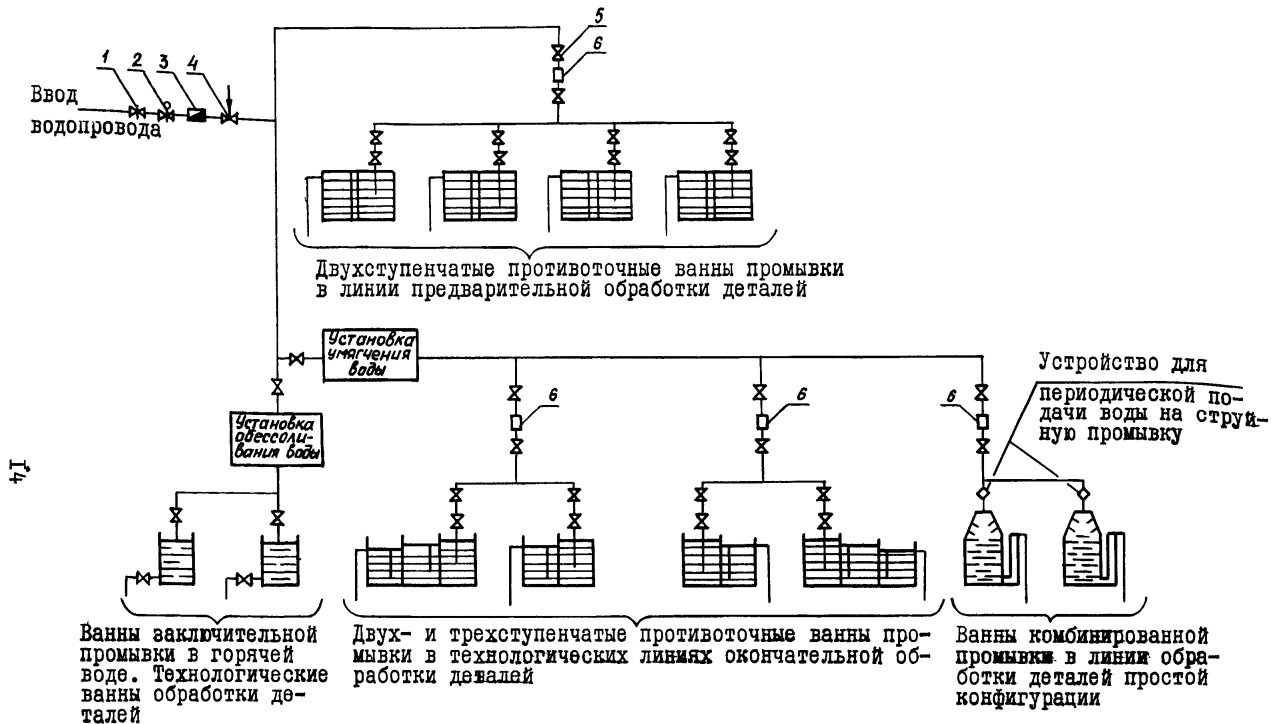 5
6
1 2 3 4
Ввод
водопровода
Двухступенчатые противоточные ванны промывки
в линии предварительной обработки деталей
Установка
умягчения
воды
Устройство для
периодической по-
дачи воды на струй-
ную промывку
6
6
6
Установка
обессоли-
вания воды
I4
Ванны заключительной
промывки в горячей
воде. Технологические
ванны обработки де-
талей
Двух- и трехступенчатые противоточные ванны про-
мывки в технологических линиях окончательной об-
работки деталей
Ванны комбинированной
промывки в линии обра-
ботки деталей простой
конфигурации